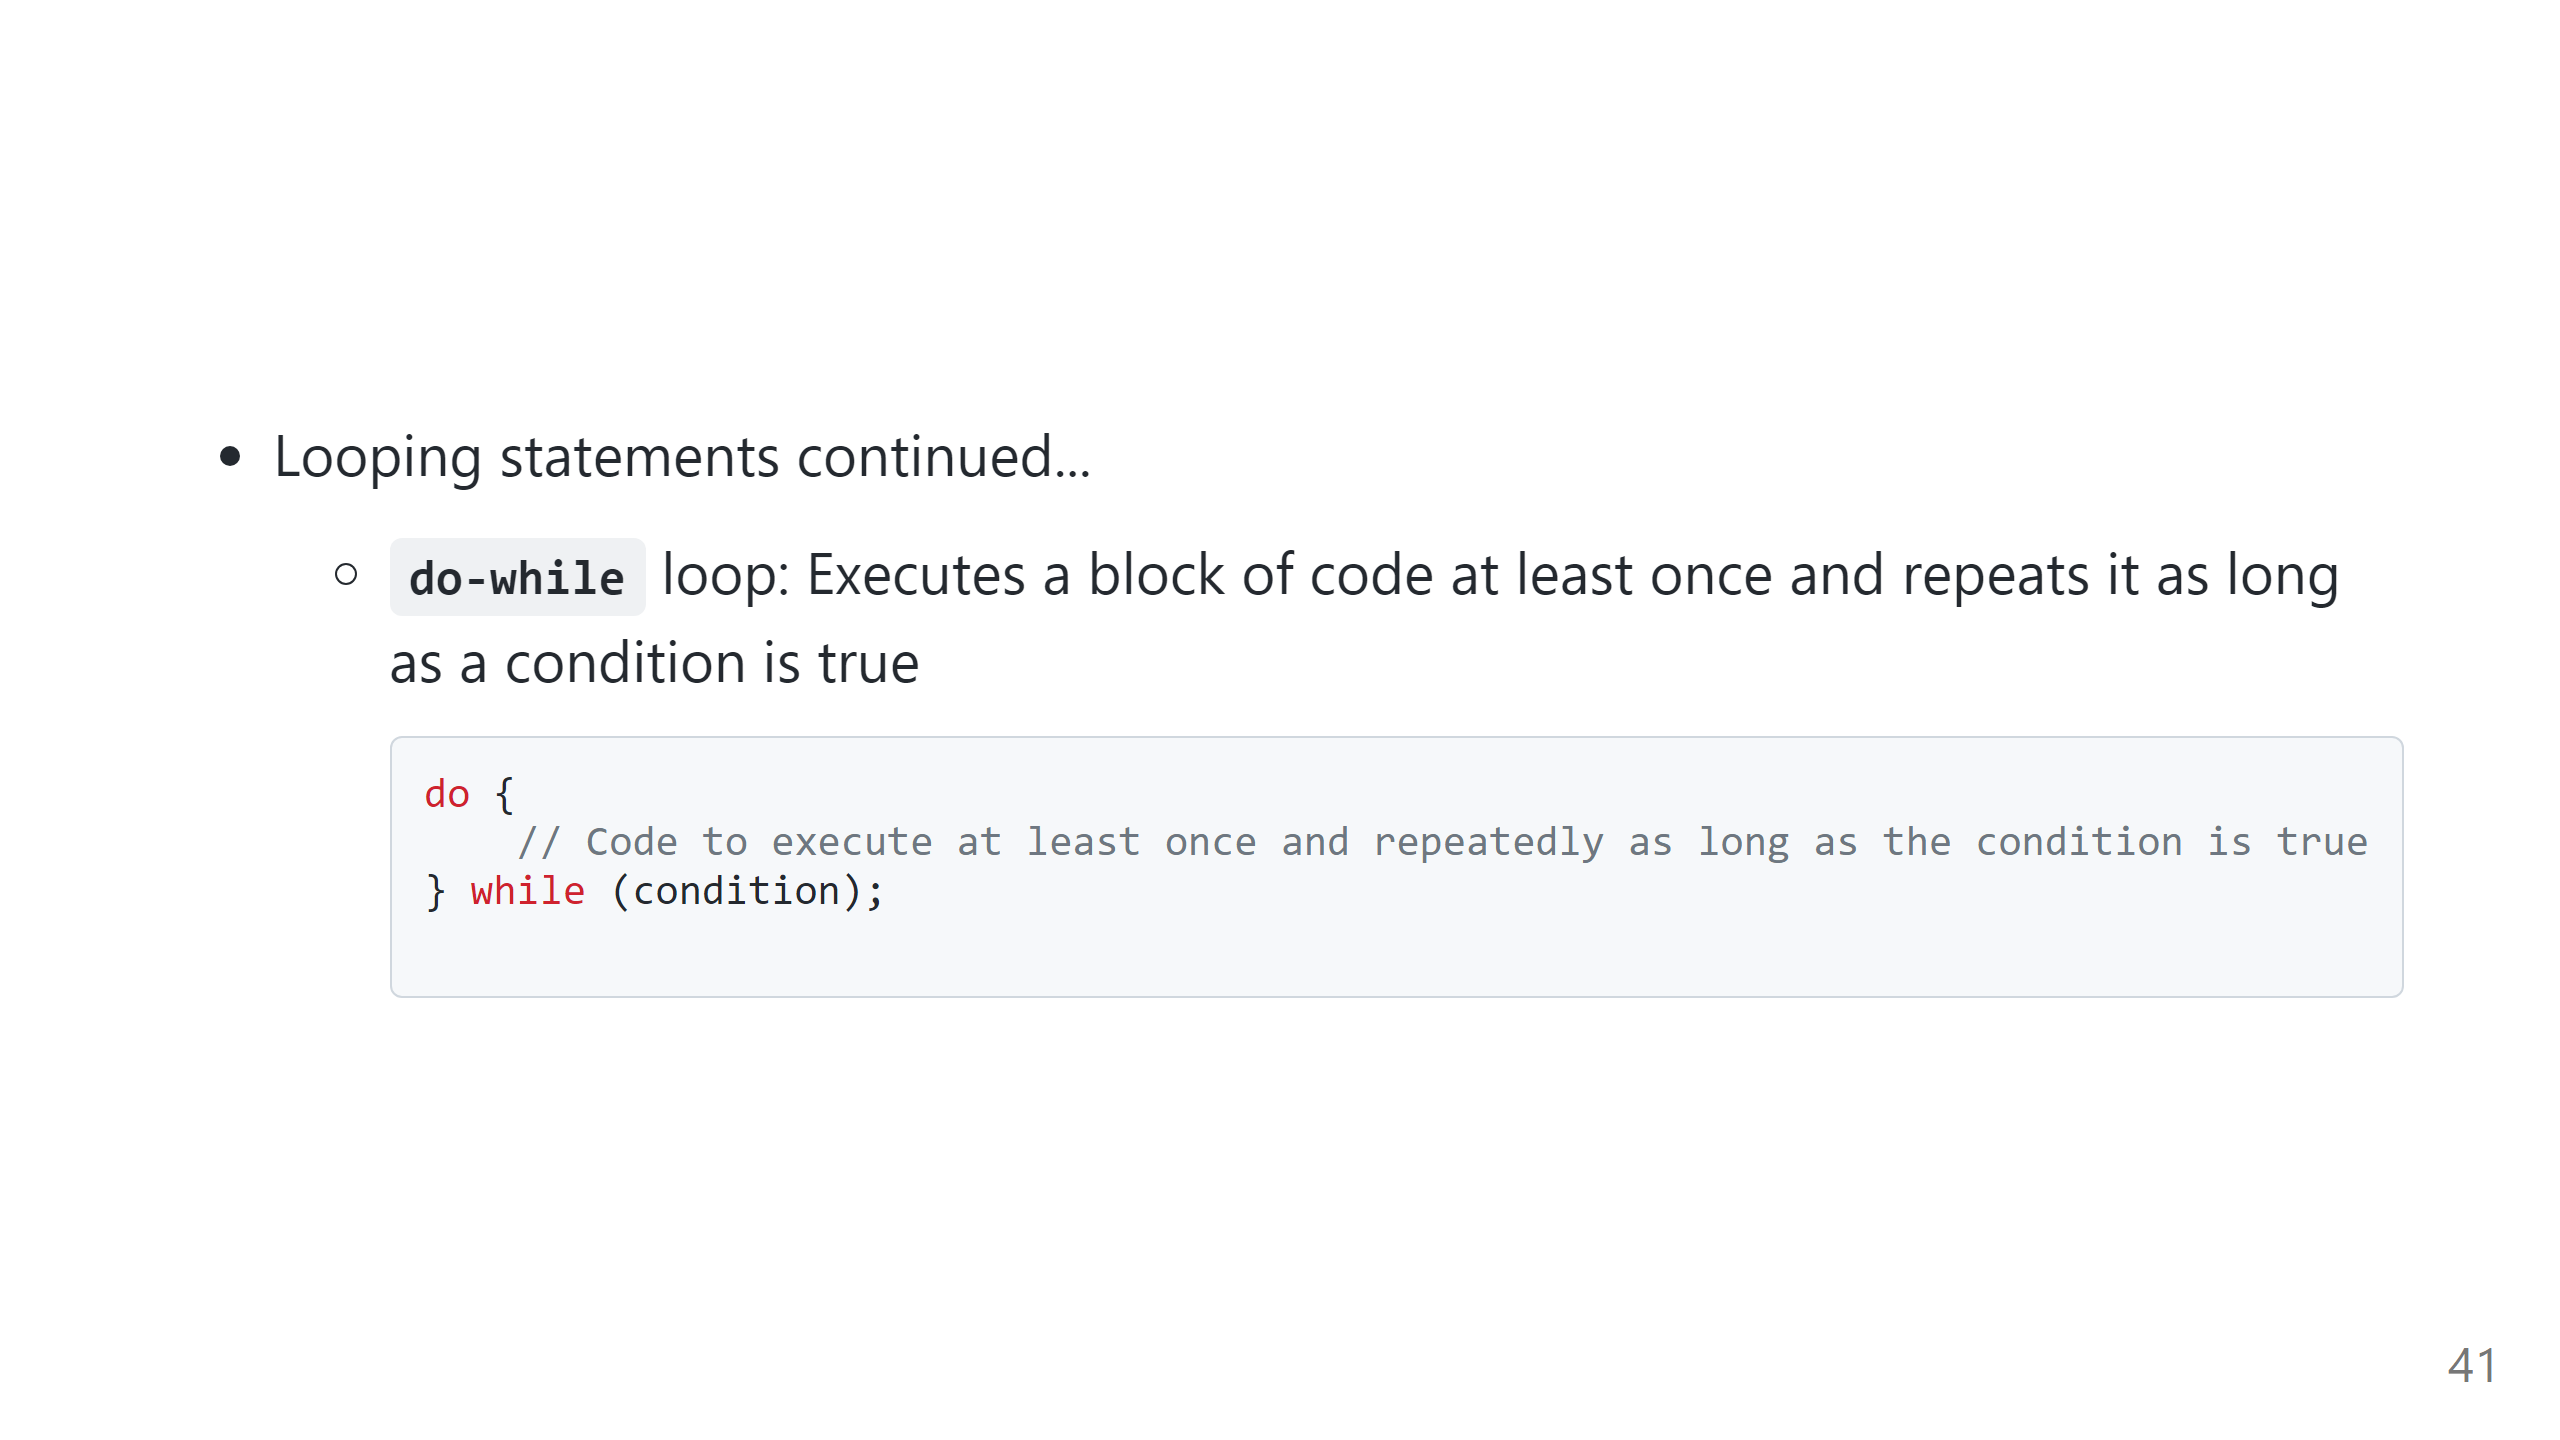 • Looping statements continued...
○ do-while loop: Executes a block of code at least once and repeats it as long
as a condition is true
do {
    // Code to execute at least once and repeatedly as long as the condition is true
} while (condition);
41